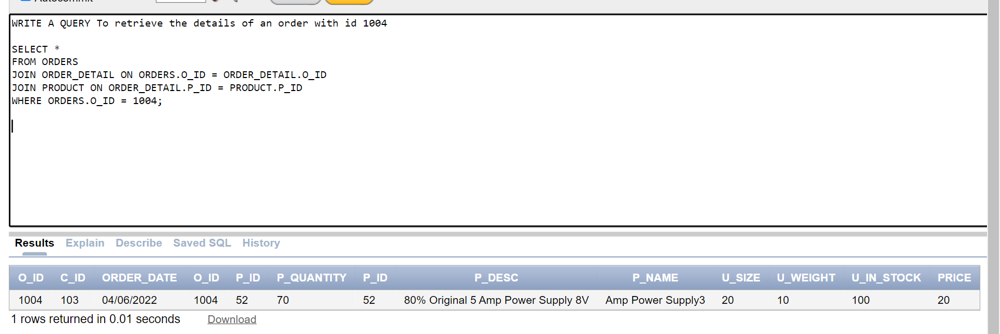 Autocommit
WRITE A QUERY To retrieve the details of an order with id 1004
SELECT *
FROM ORDERS
JOIN ORDER_DETAIL ON ORDERS.O_ID = ORDER_DETAIL.O_ID
JOIN PRODUCT ON ORDER_DETAIL.P_ID = PRODUCT.P_ID
WHERE ORDERS.O_ID = 1004;
Results Explain Describe Saved SQL History
O_ID C_ID ORDER_DATE O_ID P_ID P_QUANTITY P_ID P_DESC P_NAME U_SIZE U_WEIGHT U_IN_STOCK PRICE
1004 103 04/06/2022 1004 52 70 52 80% Original 5 Amp Power Supply 8V Amp Power Supply3 20 10 100 20
1 rows returned in 0.01 seconds Download